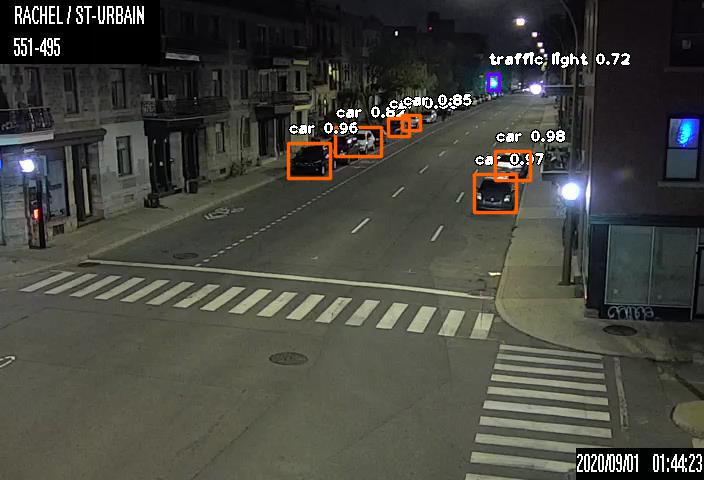 RACHEL / ST-URBAIN
551-495
traffic light 0.72
car 0.85
car 0.82
car 0.96
car 0.98
car 0.97
2020/09/01 01:44:23